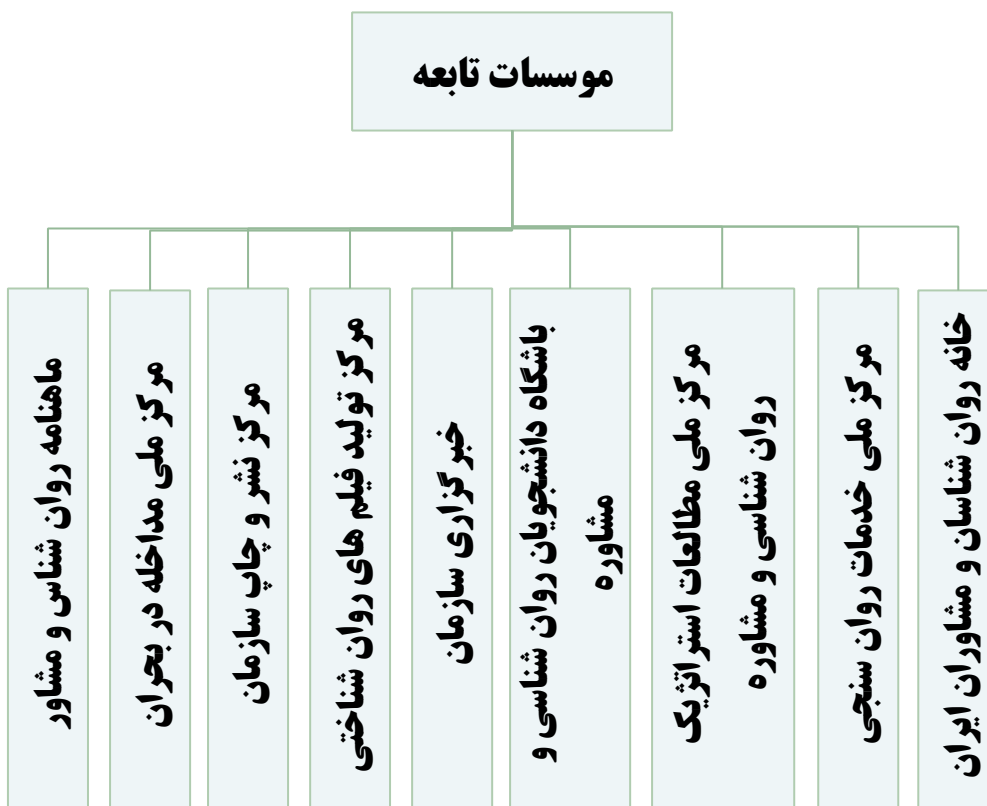 موسسات تابعه
خانه روان شناسان و مشاوران ایران
مرکز ملی خدمات روان سنجی
مرکز ملی مطالعات استراتژیک
روان شناسی و مشاوره
باشگاه دانشجویان روان شناسی و
مشاوره
خبرگزاری سازمان
مرکز تولید فیلم های روان شناختی
مرکز نشر و چاپ سازمان
مرکز ملی مداخله در بحران
ماهنامه روان شناس و مشاور